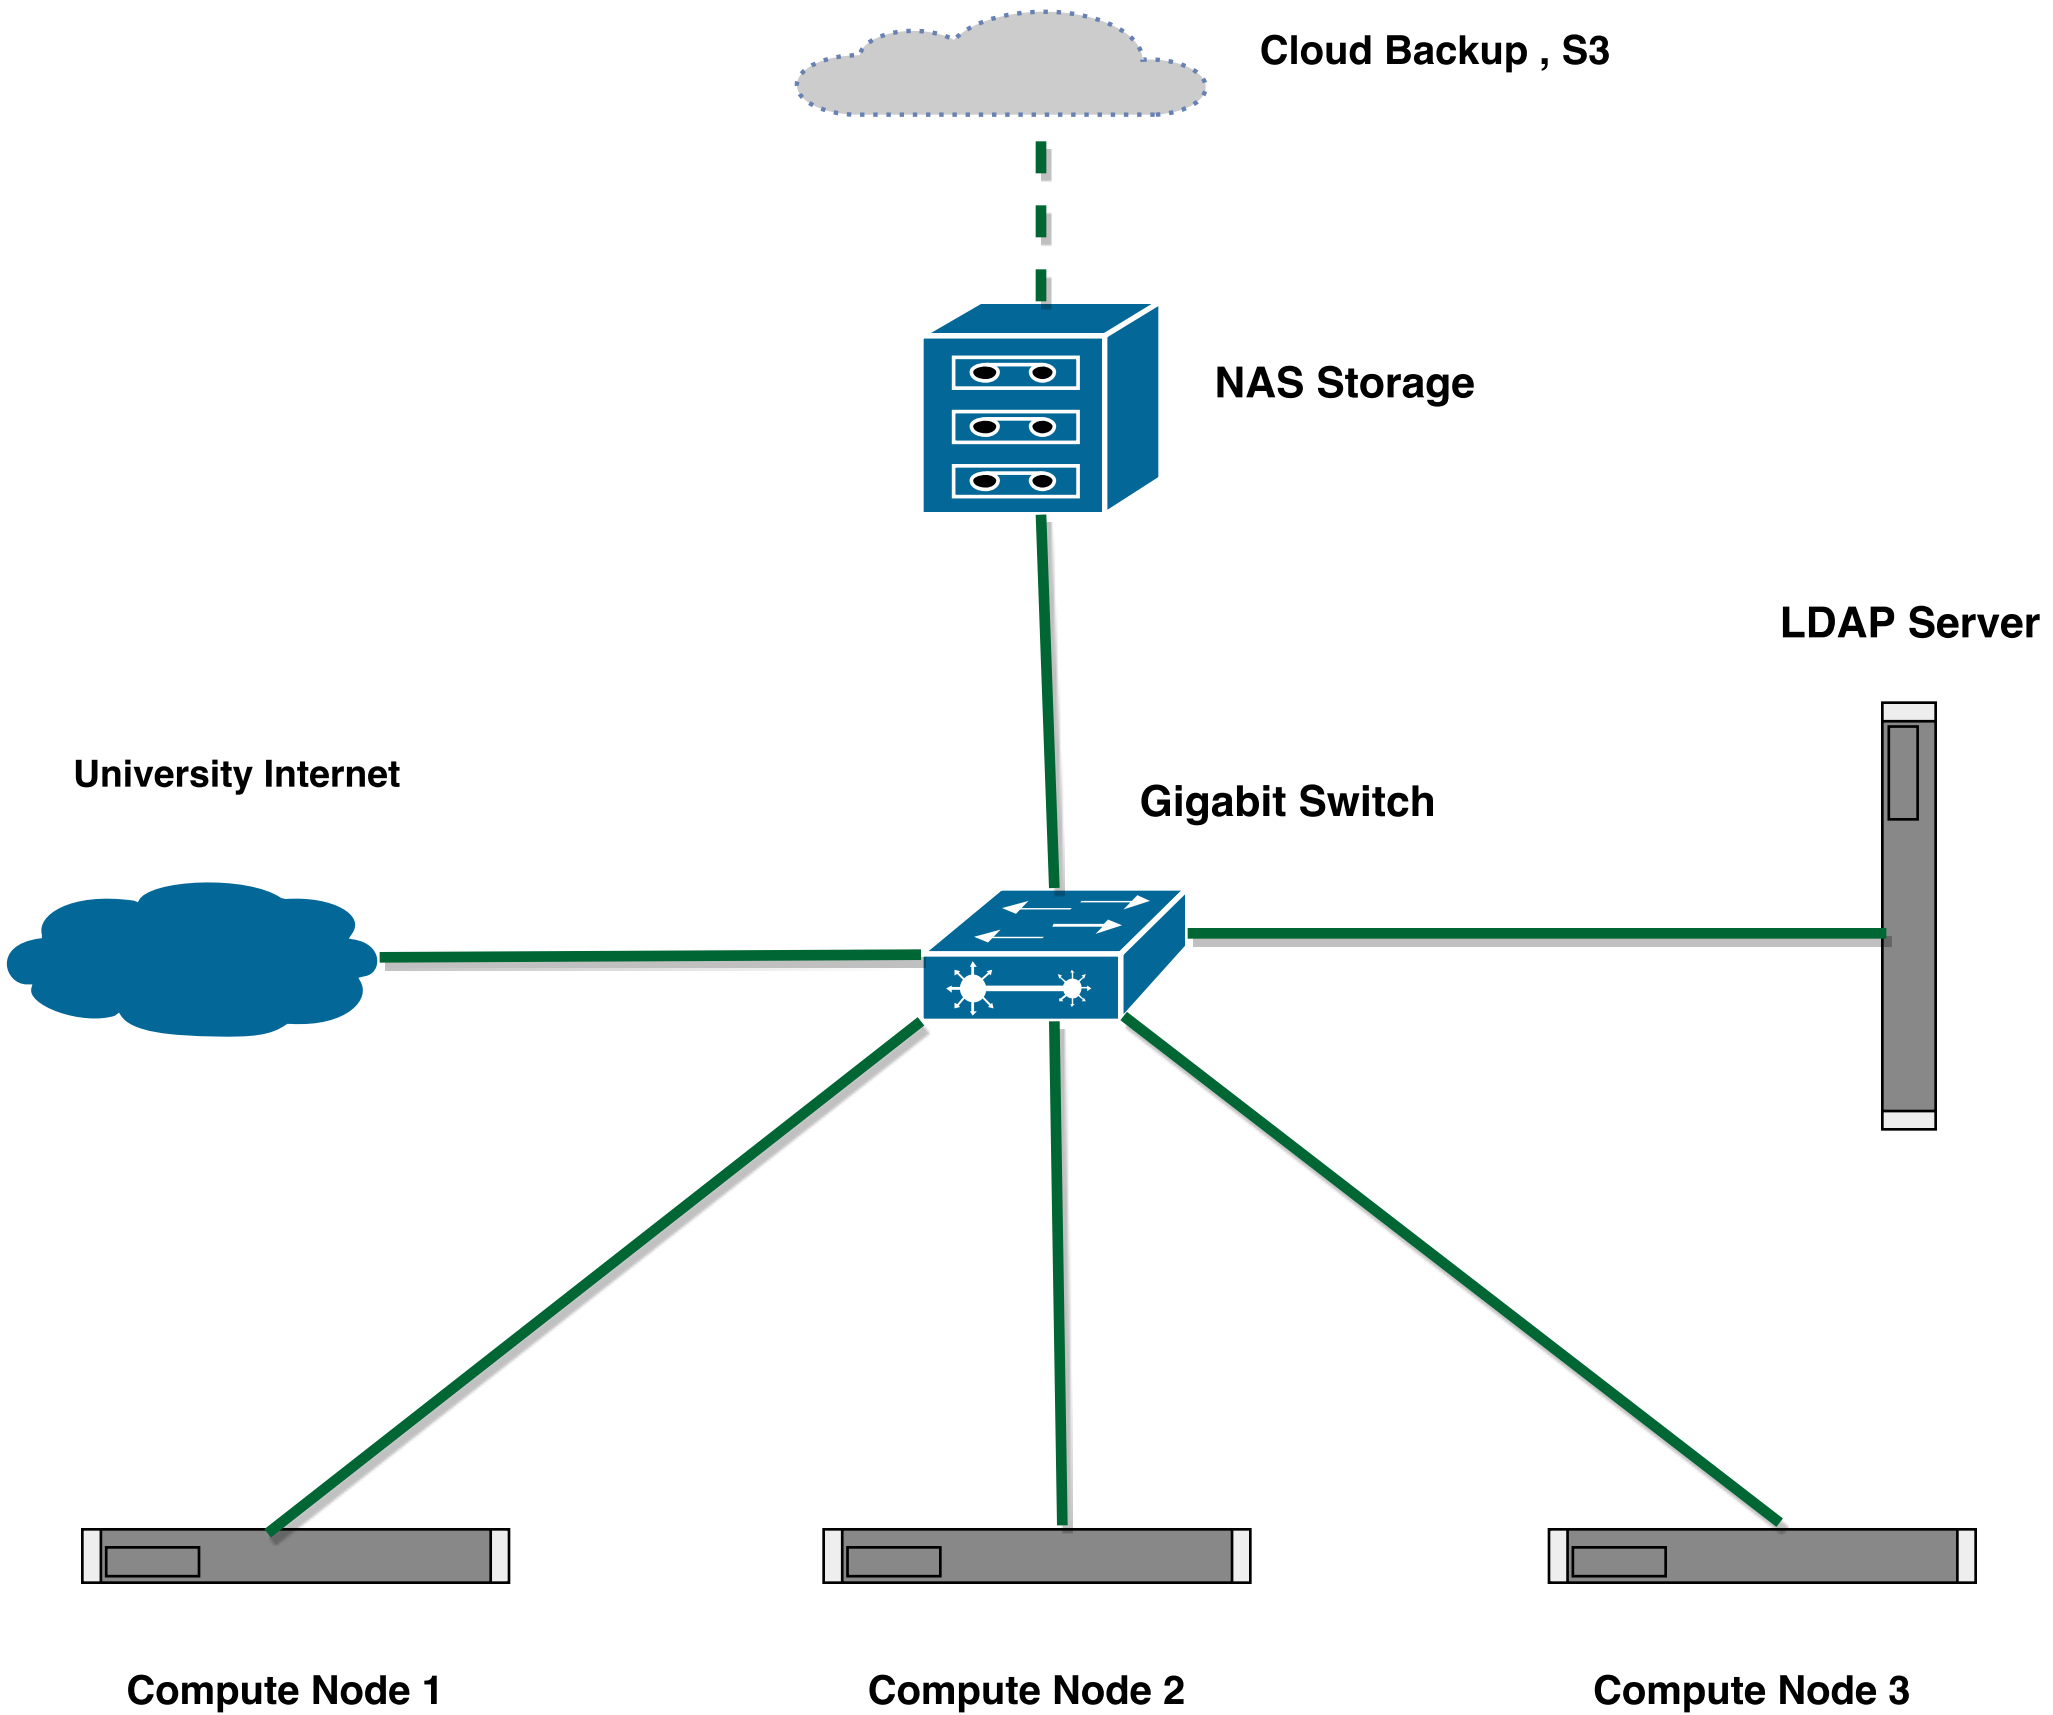 Cloud Backup , S3
NAS Storage
LDAP Server
University Internet
Gigabit Switch
Compute Node 1
Compute Node 2
Compute Node 3